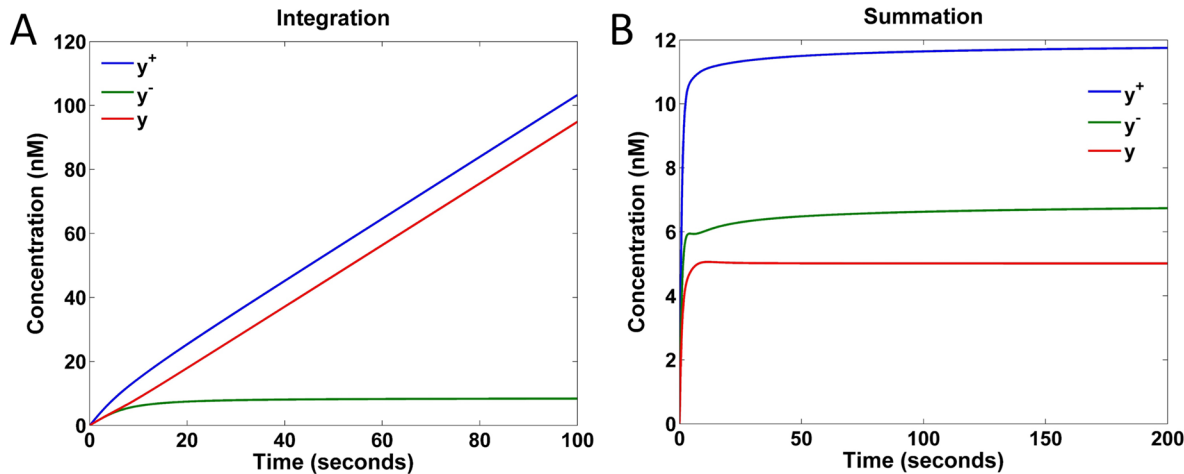 A
Integration
120
100
80
60
40
20
0
Concentration (nM)
y+
y-
y
0 20 40 60 80 100
Time (seconds)
B
Summation
12
10
8
6
4
2
0
Concentration (nM)
y+
y-
y
0 50 100 150 200
Time (seconds)